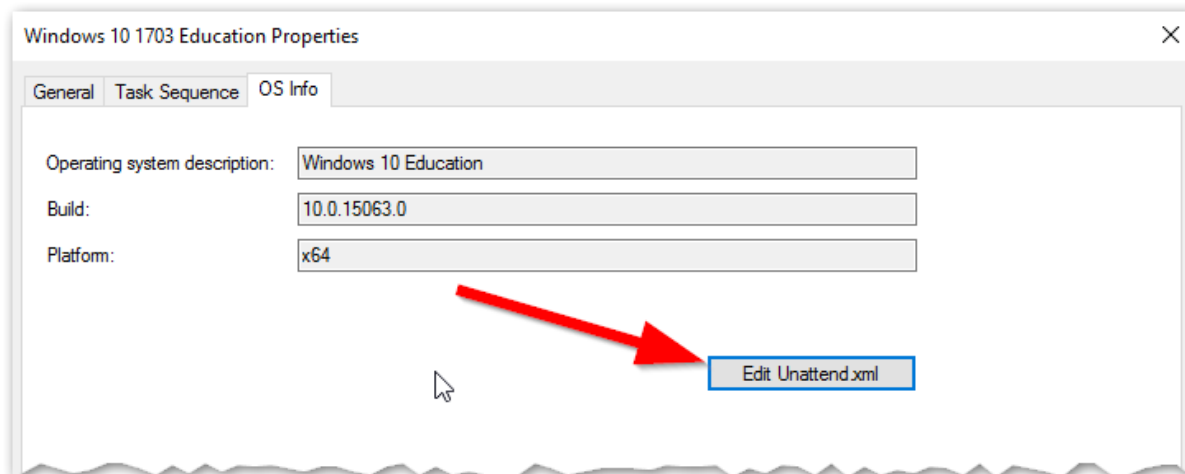 Windows 10 1703 Education Properties
General Task Sequence OS Info
Operating system description: Windows 10 Education
Build: 10.0.15063.0
Platform: x64
Edit Unattend.xml